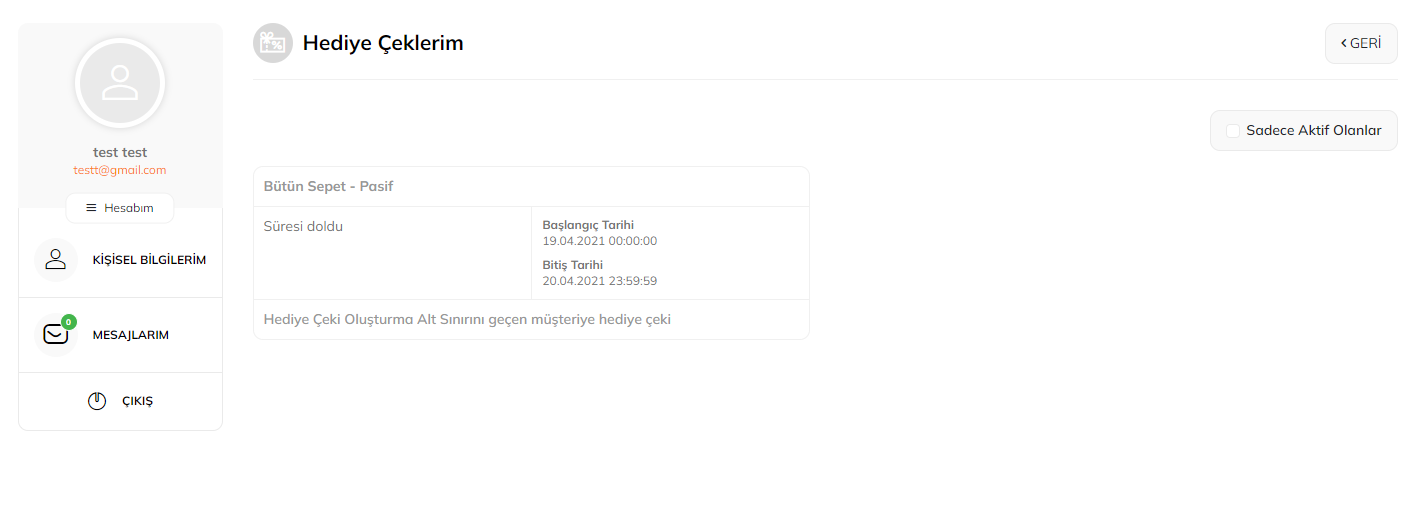 Hediye Çeklerim
GERİ
test test
testt@gmail.com
Hesabım
KİŞİSEL BİLGİLERİM
0
MESAJLARIM
ÇIKIŞ
Sadece Aktif Olanlar
Bütün Sepet - Pasif
Süresi doldu
Başlangıç Tarihi
19.04.2021 00:00:00
Bitiş Tarihi
20.04.2021 23:59:59
Hediye Çeki Oluşturma Alt Sınırını geçen müşteriye hediye çeki